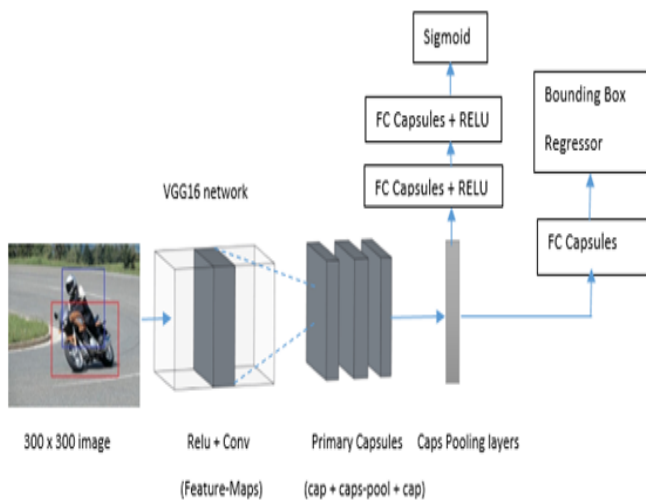 Sigmoid
FC Capsules + RELU
FC Capsules + RELU
Bounding Box
Regressor
FC Capsules
VGG16 network
300 x 300 image
Relu + Conv
(Feature-Maps)
Primary Capsules
(cap + caps-pool + cap)
Caps Pooling layers